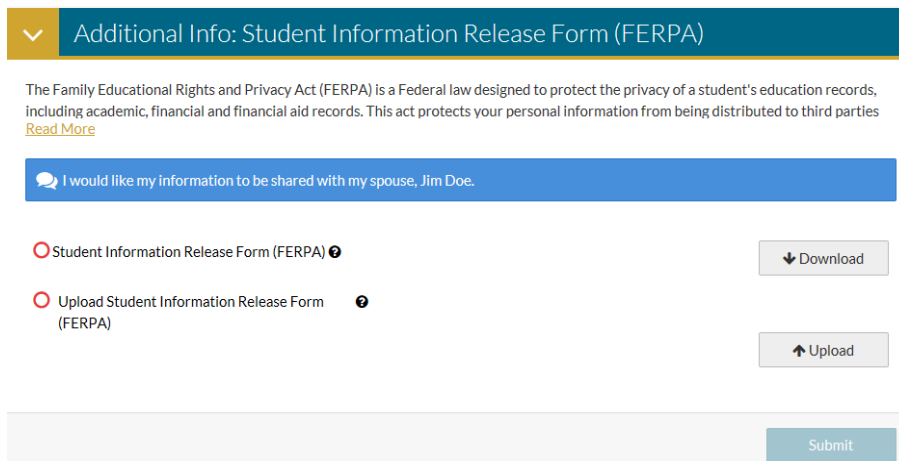 Additional Info: Student Information Release Form (FERPA)
The Family Educational Rights and Privacy Act (FERPA) is a Federal law designed to protect the privacy of a student's education records,
including academic, financial and financial aid records. This act protects your personal information from being distributed to third parties
Read More
I would like my information to be shared with my spouse, Jim Doe.
Student Information Release Form (FERPA)
Download
Upload Student Information Release Form
(FERPA)
Upload
Submit